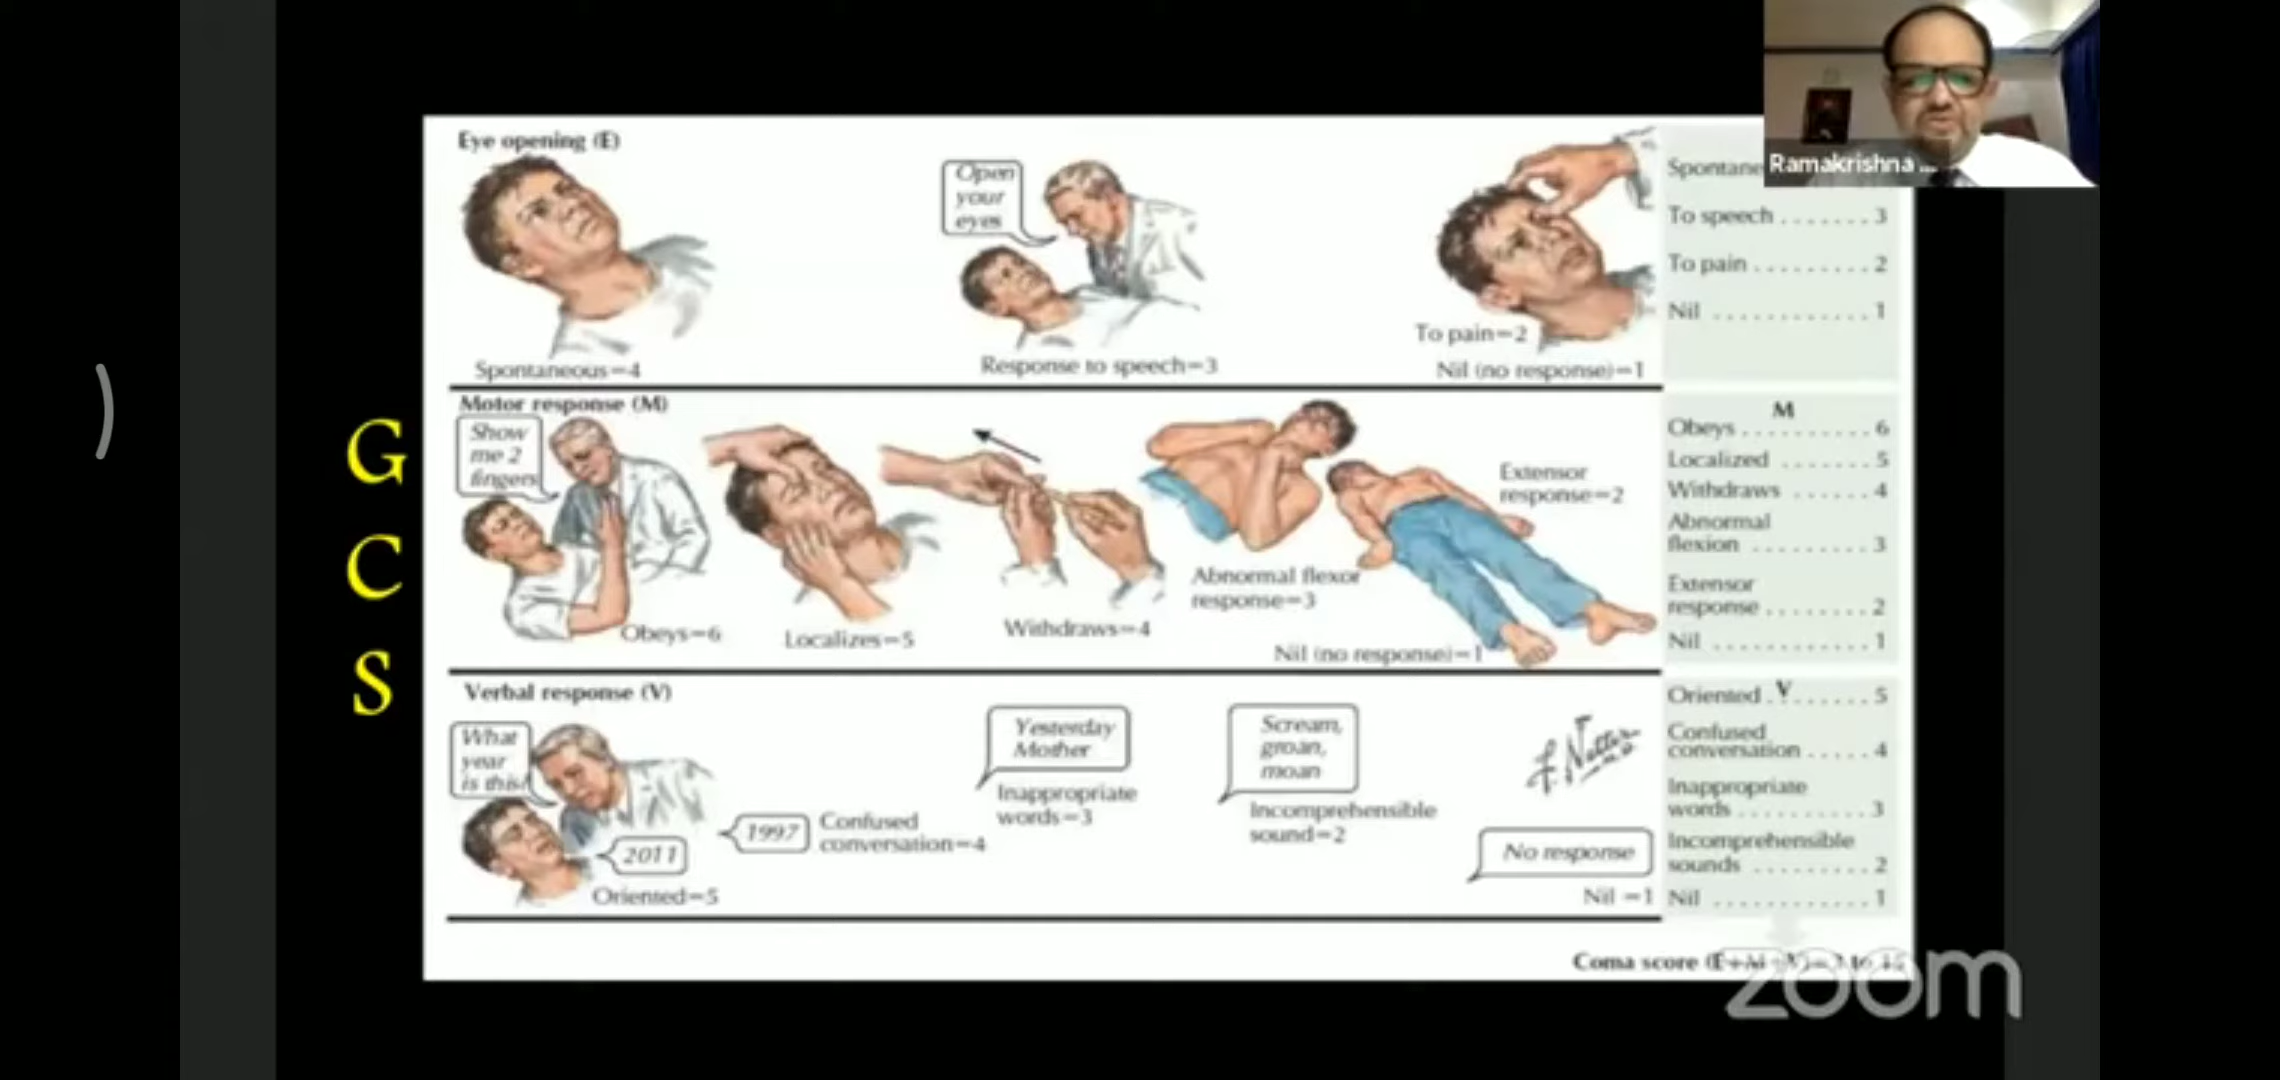 Ramakrishna ...
G
C
S
Eye opening (E)
Open
your
eyes
Spontaneous=4
Response to speech=3
To pain=2
Nil (no response)=1
To speech.......3
To pain.........2
Nil ............1
Motor response (M)
Show
me 2
fingers
Obeys=6
Localizes=5
Withdraws=4
Abnormal flexor
response=3
Extensor
response=2
Nil (no response)=1
M
Obeys..........6
Localized .......5
Withdraws ......4
Abnormal
flexion .........3
Extensor
response........2
Nil ............1
Verbal response (V)
What
year
is this
2011
Oriented=5
1997
Confused
conversation=4
Yesterday
Mother
Inappropriate
words=3
Scream,
groan,
moan
Incomprehensible
sound=2
F. Netter
No response
Nil =1
V
Oriented.......5
Confused
conversation.....4
Inappropriate
words..........3
Incomprehensible
sounds .........2
Nil ............1
Coma score
zoom